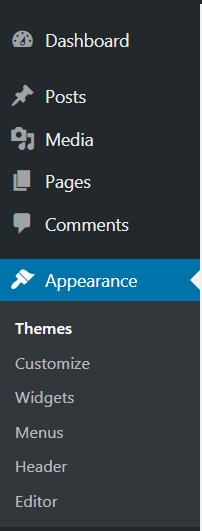 Dashboard
Posts
Media
Pages
Comments
Appearance
Themes
Customize
Widgets
Menus
Header
Editor